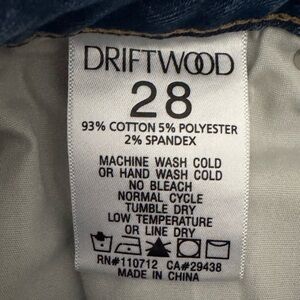 DRIFTWOOD
28
93% COTTON 5% POLYESTER
2% SPANDEX
MACHINE WASH COLD
OR HAND WASH COLD
NO BLEACH
NORMAL CYCLE
TUMBLE DRY
LOW TEMPERATURE
OR LINE DRY
RN#110712 CA#29438
MADE IN CHINA